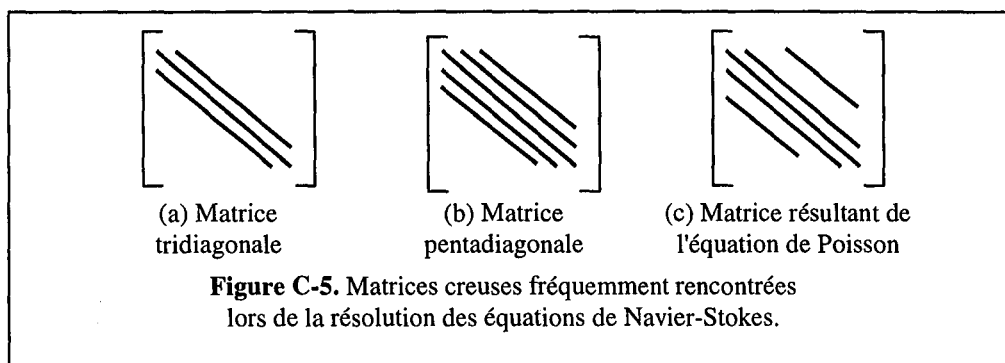 (a) Matrice
tridiagonale
(b) Matrice
pentadiagonale
(c) Matrice résultant de
l'équation de Poisson
Figure C-5. Matrices creuses fréquemment rencontrées
lors de la résolution des équations de Navier-Stokes.